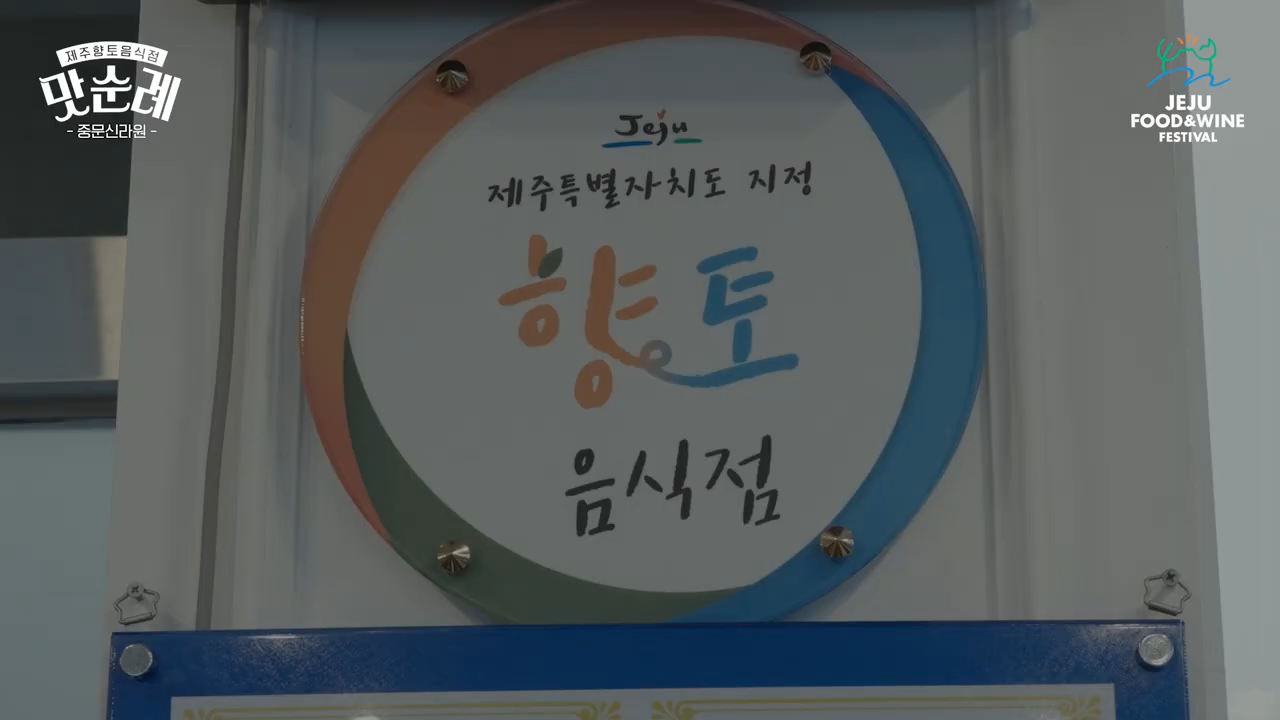 제주향토음식점
맛순례
- 중문신라원 -
JEJU
FOOD&WINE
FESTIVAL
Jeju
제주특별자치도 지정
향토
음식점